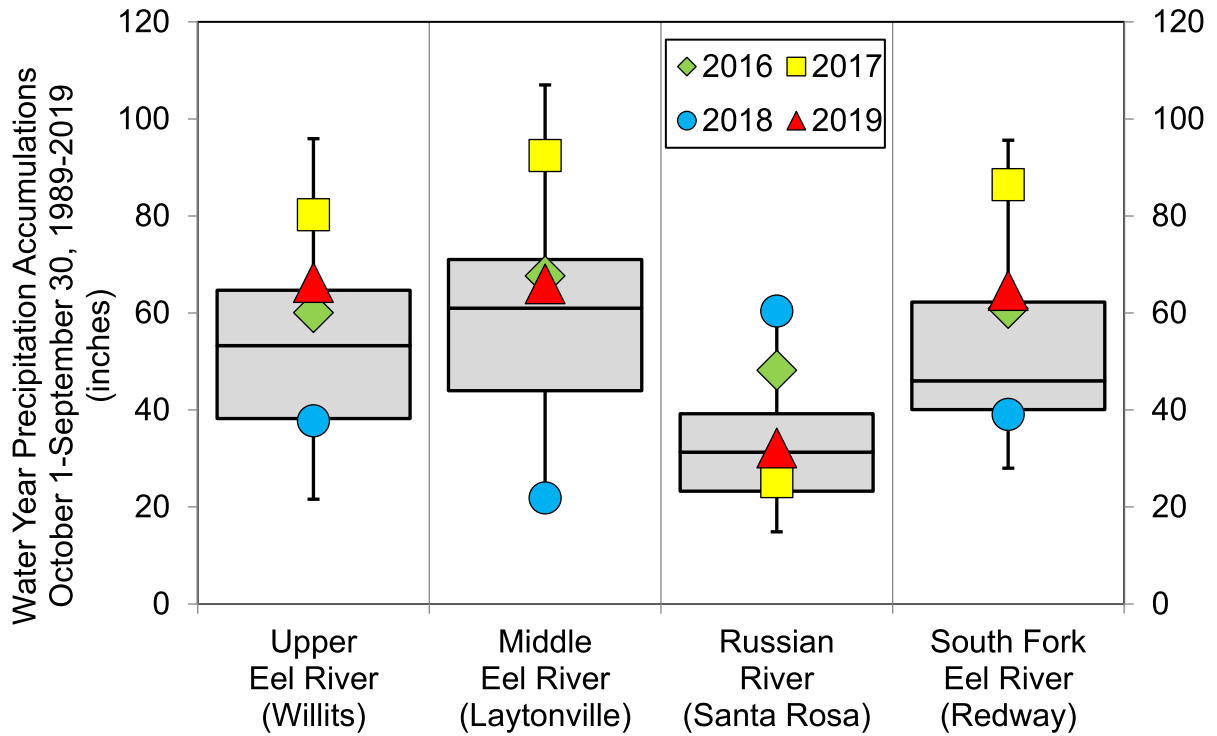 Water Year Precipitation Accumulations
October 1-September 30, 1989-2019
(inches)
120
100
80
60
40
20
0
2016
2017
2018
2019
120
100
80
60
40
20
0
Upper
Eel River
(Willits)
Middle
Eel River
(Laytonville)
Russian
River
(Santa Rosa)
South Fork
Eel River
(Redway)